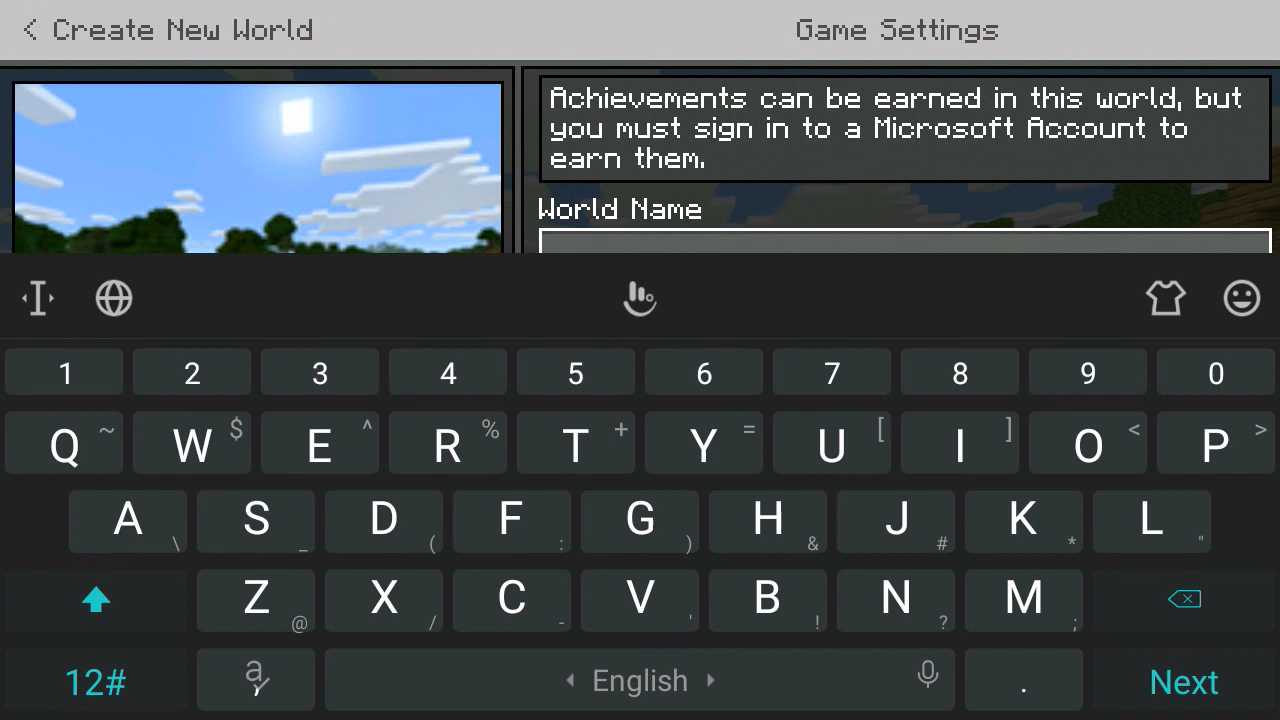 Create New World
Game Settings
Achievements can be earned in this world, but
you must sign in to a Microsoft Account to
earn them.
World Name
1 2 3 4 5 6 7 8 9 0
Q ~ W $ E ^ R % T + Y = U [ I ] O < P >
A \ S _ D ( F : G ) H & J # K * L "
Z @ X / C - V ' B ! N ? M ;
12# a , English . Next